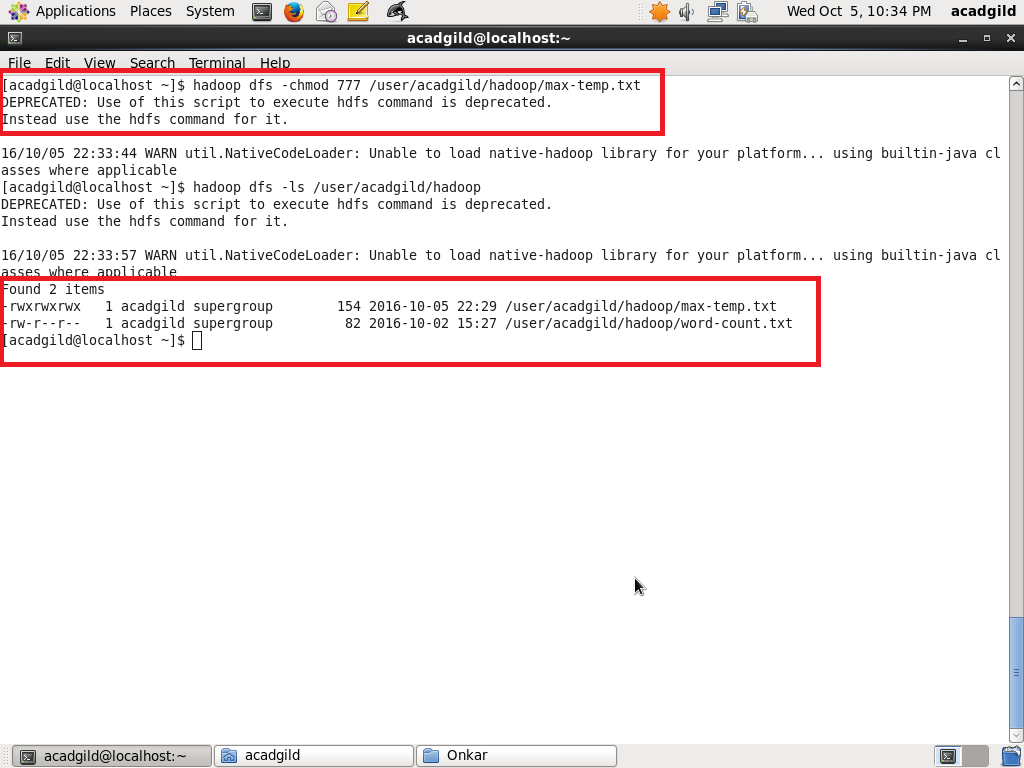 Applications Places System Wed Oct 5, 10:34 PM acadgild
acadgild@localhost:~
File Edit View Search Terminal Help
[acadgild@localhost ~]$ hadoop dfs -chmod 777 /user/acadgild/hadoop/max-temp.txt
DEPRECATED: Use of this script to execute hdfs command is deprecated.
Instead use the hdfs command for it.
16/10/05 22:33:44 WARN util.NativeCodeLoader: Unable to load native-hadoop library for your platform... using builtin-java cl
asses where applicable
[acadgild@localhost ~]$ hadoop dfs -ls /user/acadgild/hadoop
DEPRECATED: Use of this script to execute hdfs command is deprecated.
Instead use the hdfs command for it.
16/10/05 22:33:57 WARN util.NativeCodeLoader: Unable to load native-hadoop library for your platform... using builtin-java cl
asses where applicable
Found 2 items
-rwxrwxrwx 1 acadgild supergroup 154 2016-10-05 22:29 /user/acadgild/hadoop/max-temp.txt
-rw-r--r-- 1 acadgild supergroup 82 2016-10-02 15:27 /user/acadgild/hadoop/word-count.txt
[acadgild@localhost ~]$
acadgild@localhost:~ acadgild Onkar